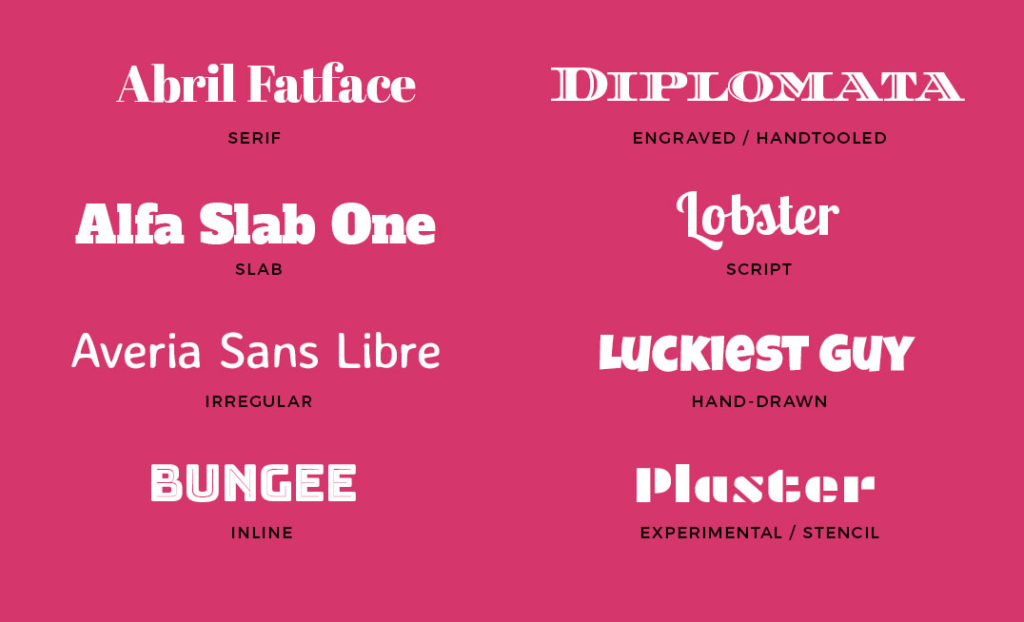 Abril Fatface
SERIF
DIPLOMATA
ENGRAVED / HANDTOOLED
Alfa Slab One
SLAB
Lobster
SCRIPT
Averia Sans Libre
IRREGULAR
LUCKIEST GUY
HAND-DRAWN
BUNGEE
INLINE
Plaster
EXPERIMENTAL / STENCIL